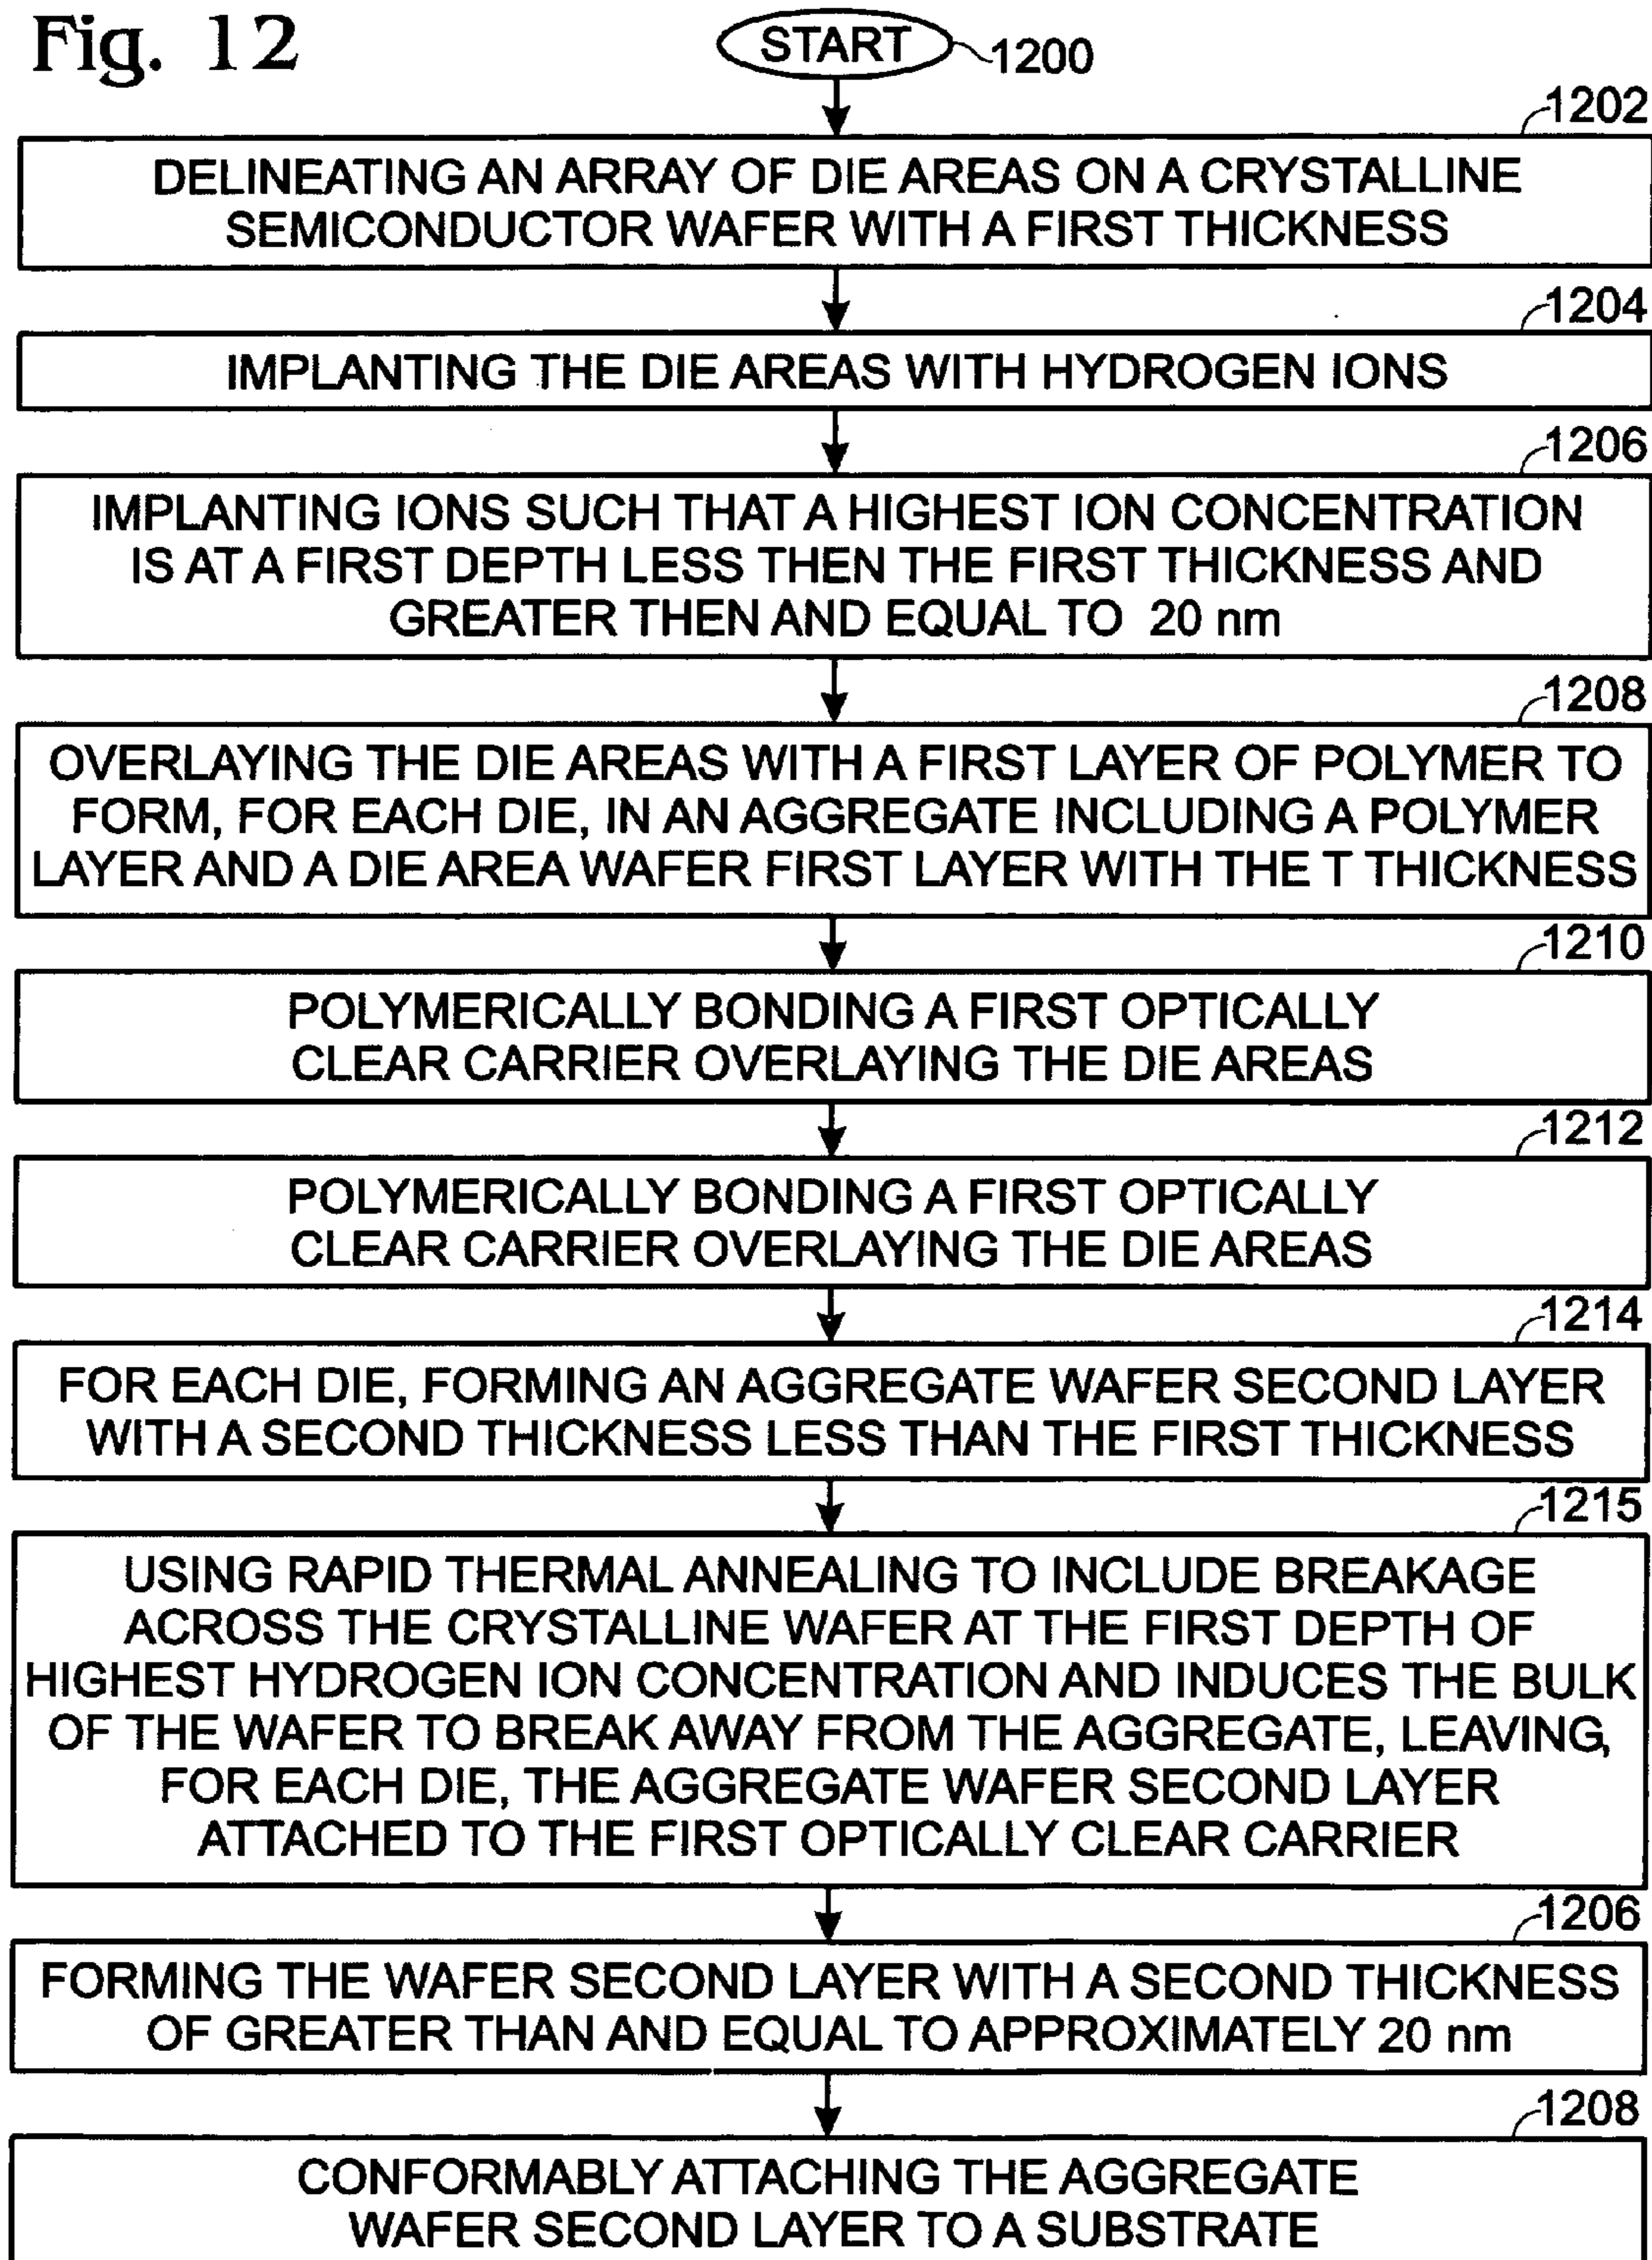 Fig. 12
START
1200
1202
DELINEATING AN ARRAY OF DIE AREAS ON A CRYSTALLINE
SEMICONDUCTOR WAFER WITH A FIRST THICKNESS
1204
IMPLANTING THE DIE AREAS WITH HYDROGEN IONS
1206
IMPLANTING IONS SUCH THAT A HIGHEST ION CONCENTRATION
IS AT A FIRST DEPTH LESS THEN THE FIRST THICKNESS AND
GREATER THEN AND EQUAL TO 20 nm
1208
OVERLAYING THE DIE AREAS WITH A FIRST LAYER OF POLYMER TO
FORM, FOR EACH DIE, IN AN AGGREGATE INCLUDING A POLYMER
LAYER AND A DIE AREA WAFER FIRST LAYER WITH THE T THICKNESS
1210
POLYMERICALLY BONDING A FIRST OPTICALLY
CLEAR CARRIER OVERLAYING THE DIE AREAS
1212
POLYMERICALLY BONDING A FIRST OPTICALLY
CLEAR CARRIER OVERLAYING THE DIE AREAS
1214
FOR EACH DIE, FORMING AN AGGREGATE WAFER SECOND LAYER
WITH A SECOND THICKNESS LESS THAN THE FIRST THICKNESS
1215
USING RAPID THERMAL ANNEALING TO INCLUDE BREAKAGE
ACROSS THE CRYSTALLINE WAFER AT THE FIRST DEPTH OF
HIGHEST HYDROGEN ION CONCENTRATION AND INDUCES THE BULK
OF THE WAFER TO BREAK AWAY FROM THE AGGREGATE, LEAVING,
FOR EACH DIE, THE AGGREGATE WAFER SECOND LAYER
ATTACHED TO THE FIRST OPTICALLY CLEAR CARRIER
1206
FORMING THE WAFER SECOND LAYER WITH A SECOND THICKNESS
OF GREATER THAN AND EQUAL TO APPROXIMATELY 20 nm
1208
CONFORMABLY ATTACHING THE AGGREGATE
WAFER SECOND LAYER TO A SUBSTRATE